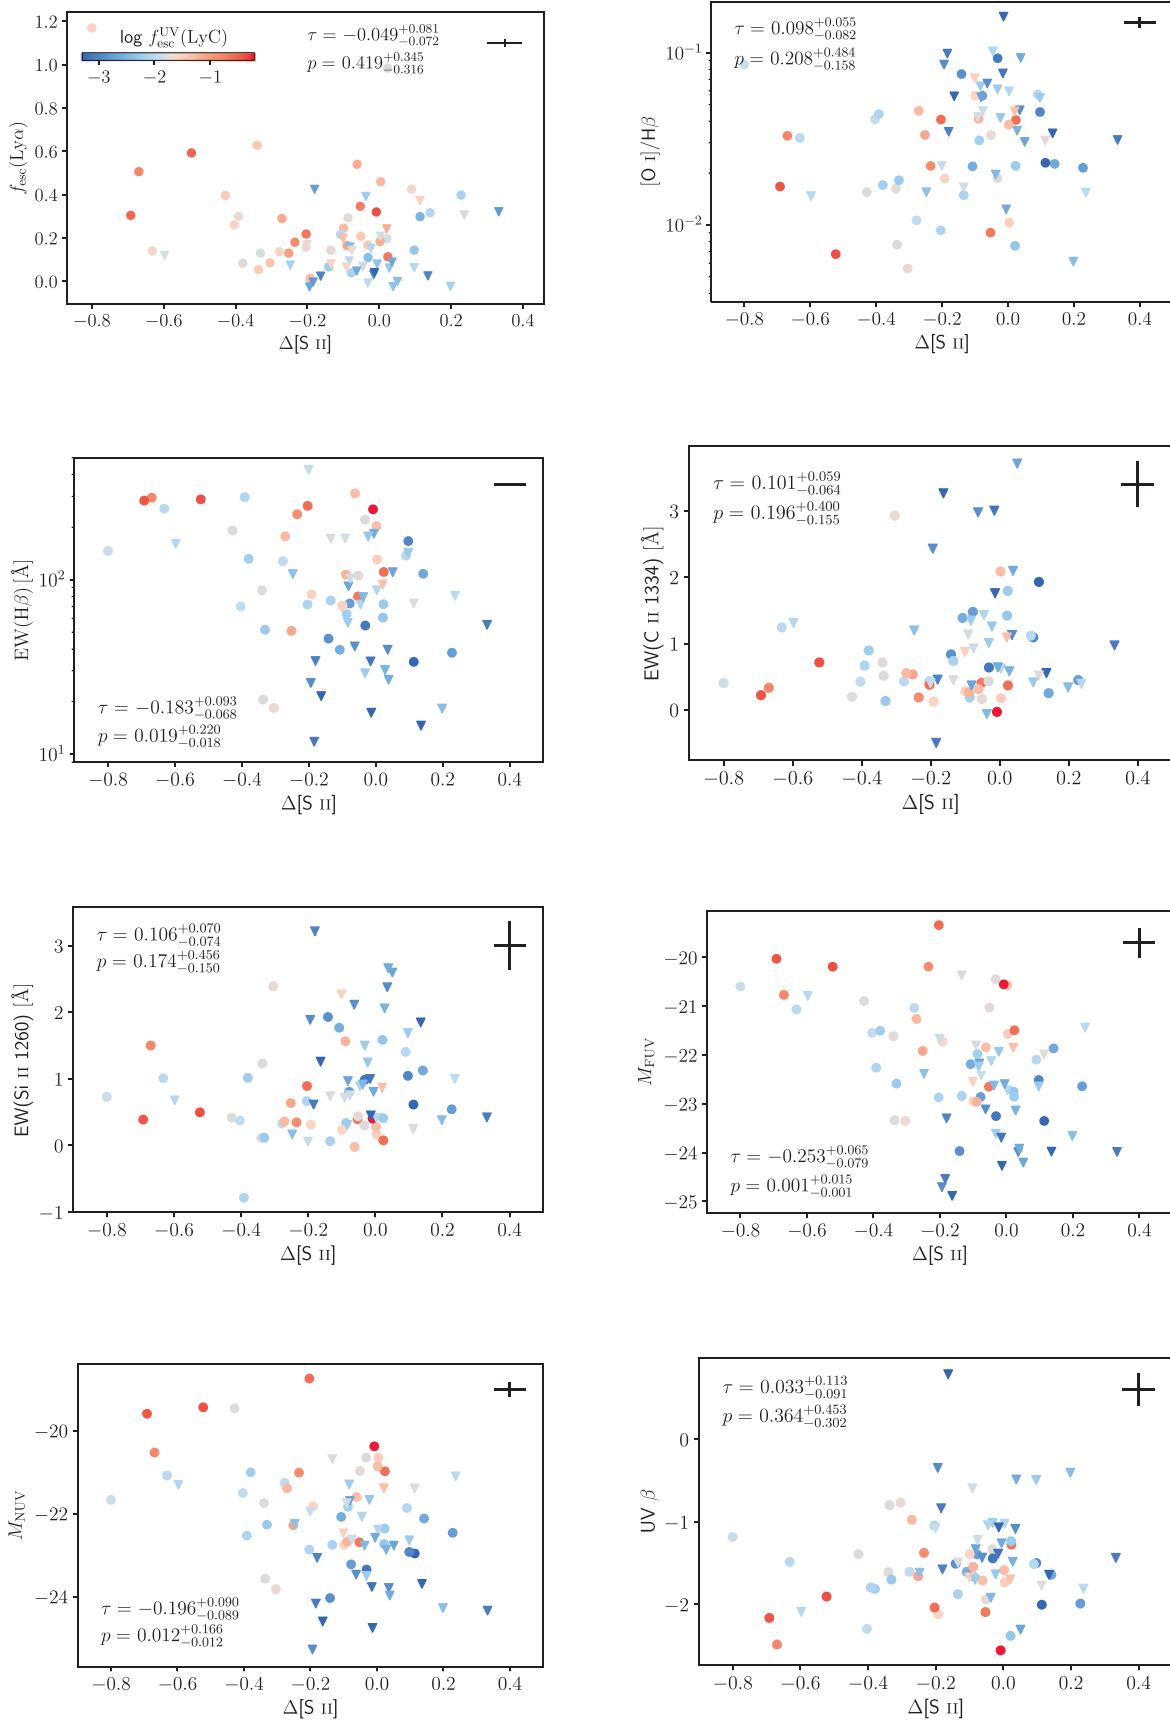 log f_esc^UV(LyC)
−3 −2 −1
τ = −0.049^{+0.081}_{−0.072}
p = 0.419^{+0.345}_{−0.316}
f_esc(Lyα)
1.2
1.0
0.8
0.6
0.4
0.2
0.0
−0.8 −0.6 −0.4 −0.2 0.0 0.2 0.4
Δ[S II]
τ = 0.098^{+0.055}_{−0.082}
p = 0.208^{+0.484}_{−0.158}
[O I]/Hβ
10^{−1}
10^{−2}
−0.8 −0.6 −0.4 −0.2 0.0 0.2 0.4
Δ[S II]
EW(Hβ) [Å]
10^2
10^1
τ = −0.183^{+0.093}_{−0.068}
p = 0.019^{+0.220}_{−0.018}
−0.8 −0.6 −0.4 −0.2 0.0 0.2 0.4
Δ[S II]
τ = 0.101^{+0.059}_{−0.064}
p = 0.196^{+0.400}_{−0.155}
EW(C II 1334) [Å]
3
2
1
0
−0.8 −0.6 −0.4 −0.2 0.0 0.2 0.4
Δ[S II]
τ = 0.106^{+0.070}_{−0.074}
p = 0.174^{+0.456}_{−0.150}
EW(Si II 1260) [Å]
3
2
1
0
−1
−0.8 −0.6 −0.4 −0.2 0.0 0.2 0.4
Δ[S II]
M_FUV
−20
−21
−22
−23
−24
−25
τ = −0.253^{+0.065}_{−0.079}
p = 0.001^{+0.015}_{−0.001}
−0.8 −0.6 −0.4 −0.2 0.0 0.2 0.4
Δ[S II]
M_NUV
−20
−22
−24
τ = −0.196^{+0.090}_{−0.089}
p = 0.012^{+0.166}_{−0.012}
−0.8 −0.6 −0.4 −0.2 0.0 0.2 0.4
Δ[S II]
τ = 0.033^{+0.113}_{−0.091}
p = 0.364^{+0.453}_{−0.302}
UV β
0
−1
−2
−0.8 −0.6 −0.4 −0.2 0.0 0.2 0.4
Δ[S II]